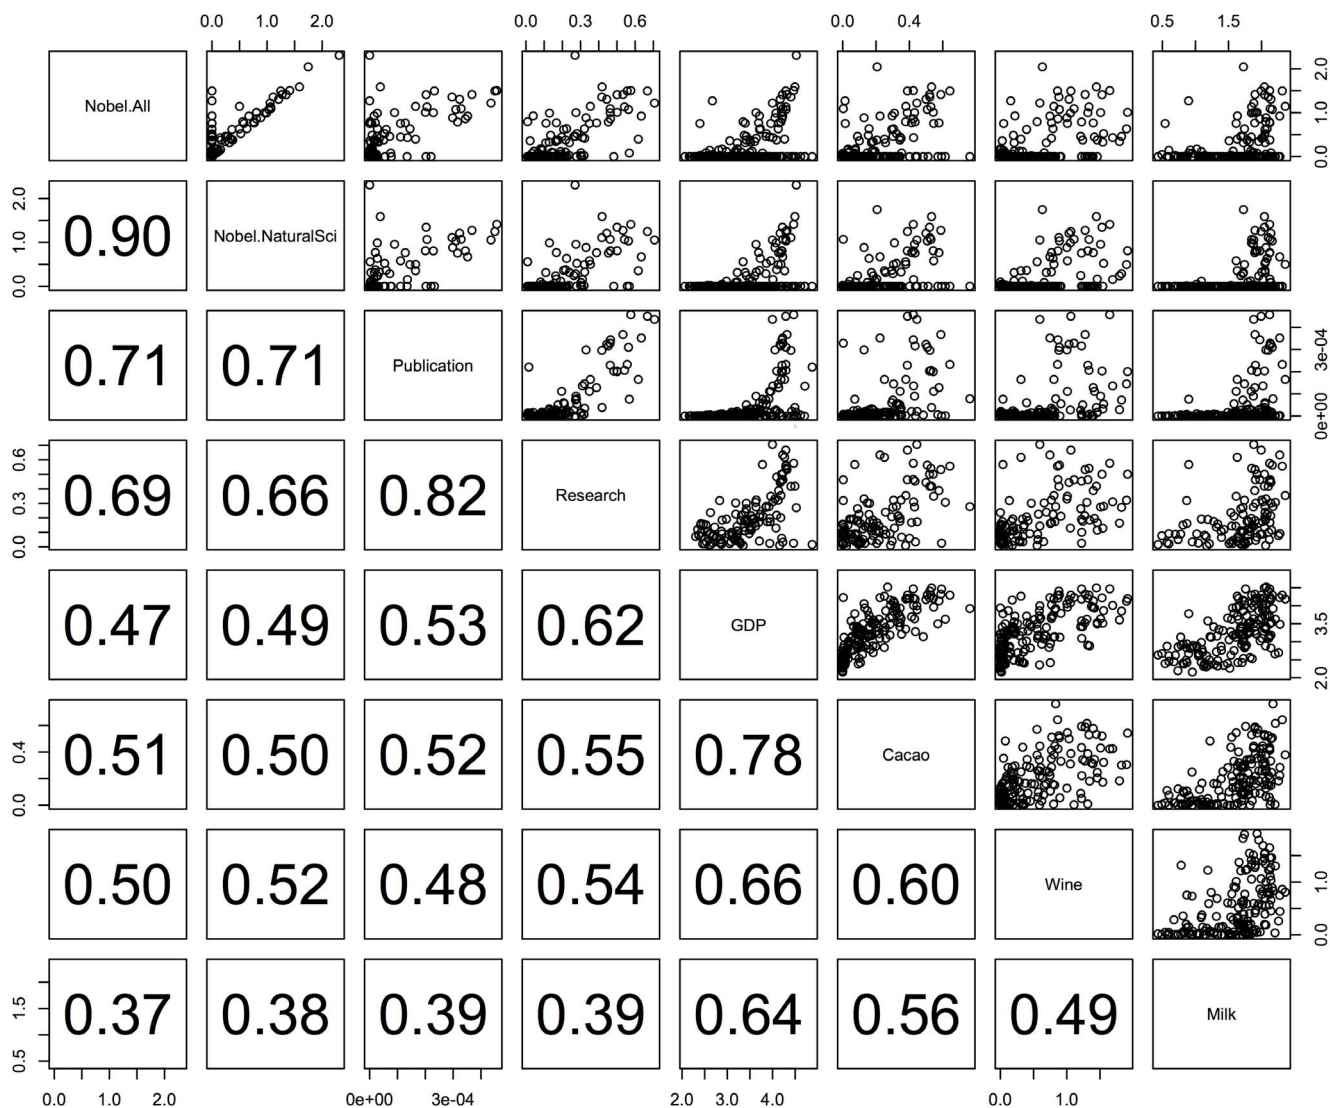 0.0 1.0 2.0 0.0 0.3 0.6 0.0 0.4 0.5 1.5
Nobel.All 0.0 1.0 2.0
0.0 1.0 2.0 0.90 Nobel.NaturalSci
0.71 0.71 Publication 0e+00 3e-04
0.0 0.3 0.6 0.69 0.66 0.82 Research
0.47 0.49 0.53 0.62 GDP 2.0 3.5
0.0 0.4 0.51 0.50 0.52 0.55 0.78 Cacao
0.50 0.52 0.48 0.54 0.66 0.60 Wine 0.0 1.0
0.5 1.5 0.37 0.38 0.39 0.39 0.64 0.56 0.49 Milk
0.0 1.0 2.0 0e+00 3e-04 2.0 3.0 4.0 0.0 1.0